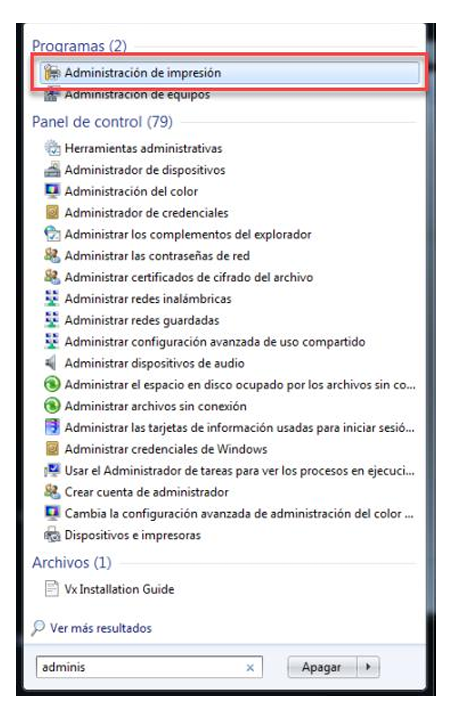 Programas (2)
Administración de impresión
Administración de equipos
Panel de control (79)
Herramientas administrativas
Administrador de dispositivos
Administración del color
Administrador de credenciales
Administrar los complementos del explorador
Administrar las contraseñas de red
Administrar certificados de cifrado del archivo
Administrar redes inalámbricas
Administrar redes guardadas
Administrar configuración avanzada de uso compartido
Administrar dispositivos de audio
Administrar el espacio en disco ocupado por los archivos sin co...
Administrar archivos sin conexión
Administrar las tarjetas de información usadas para iniciar sesió...
Administrar credenciales de Windows
Usar el Administrador de tareas para ver los procesos en ejecuci...
Crear cuenta de administrador
Cambia la configuración avanzada de administración del color ...
Dispositivos e impresoras
Archivos (1)
Vx Installation Guide
Ver más resultados
adminis
Apagar